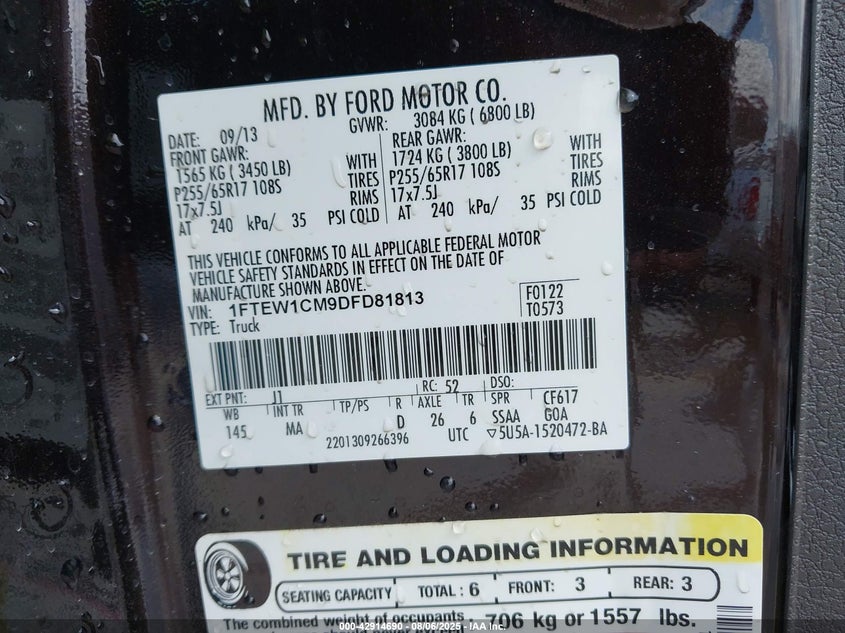 MFD. BY FORD MOTOR CO.
DATE: 09/13 GVWR: 3084 KG ( 6800 LB)
FRONT GAWR: REAR GAWR:
1565 KG ( 3450 LB) WITH 1724 KG ( 3800 LB) WITH
P255/65R17 108S TIRES P255/65R17 108S TIRES
17x7.5J RIMS 17x7.5J RIMS
AT 240 kPa/ 35 PSI COLD AT 240 kPa/ 35 PSI COLD
THIS VEHICLE CONFORMS TO ALL APPLICABLE FEDERAL MOTOR
VEHICLE SAFETY STANDARDS IN EFFECT ON THE DATE OF
MANUFACTURE SHOWN ABOVE.
VIN: 1FTEW1CM9DFD81813 F0122
TYPE: Truck T0573
EXT PNT: J1 RC: 52 DSO:
WB INT TR TP/PS R AXLE TR SPR CF617
145 MA D 26 6 SSAA GOA
2201309266396 UTC ▽5U5A-1520472-BA
TIRE AND LOADING INFORMATION
SEATING CAPACITY TOTAL : 6 FRONT: 3 REAR: 3
The combined weight of occupants 706 kg or 1557 lbs.
000-42914690 - 08/06/2025 - IAA Inc.